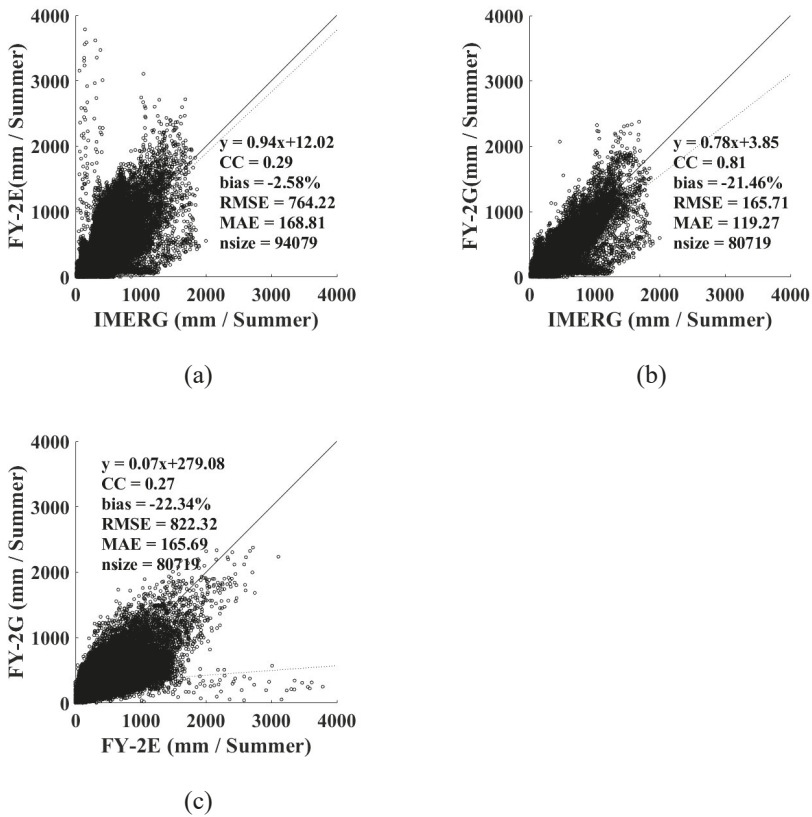 4000
3000
2000
1000
0
FY-2E(mm / Summer)
y = 0.94x+12.02
CC = 0.29
bias = -2.58%
RMSE = 764.22
MAE = 168.81
nsize = 94079
0 1000 2000 3000 4000
IMERG (mm / Summer)
(a)
4000
3000
2000
1000
0
FY-2G(mm / Summer)
y = 0.78x+3.85
CC = 0.81
bias = -21.46%
RMSE = 165.71
MAE = 119.27
nsize = 80719
0 1000 2000 3000 4000
IMERG (mm / Summer)
(b)
4000
3000
2000
1000
0
FY-2G (mm / Summer)
y = 0.07x+279.08
CC = 0.27
bias = -22.34%
RMSE = 822.32
MAE = 165.69
nsize = 80719
0 1000 2000 3000 4000
FY-2E (mm / Summer)
(c)